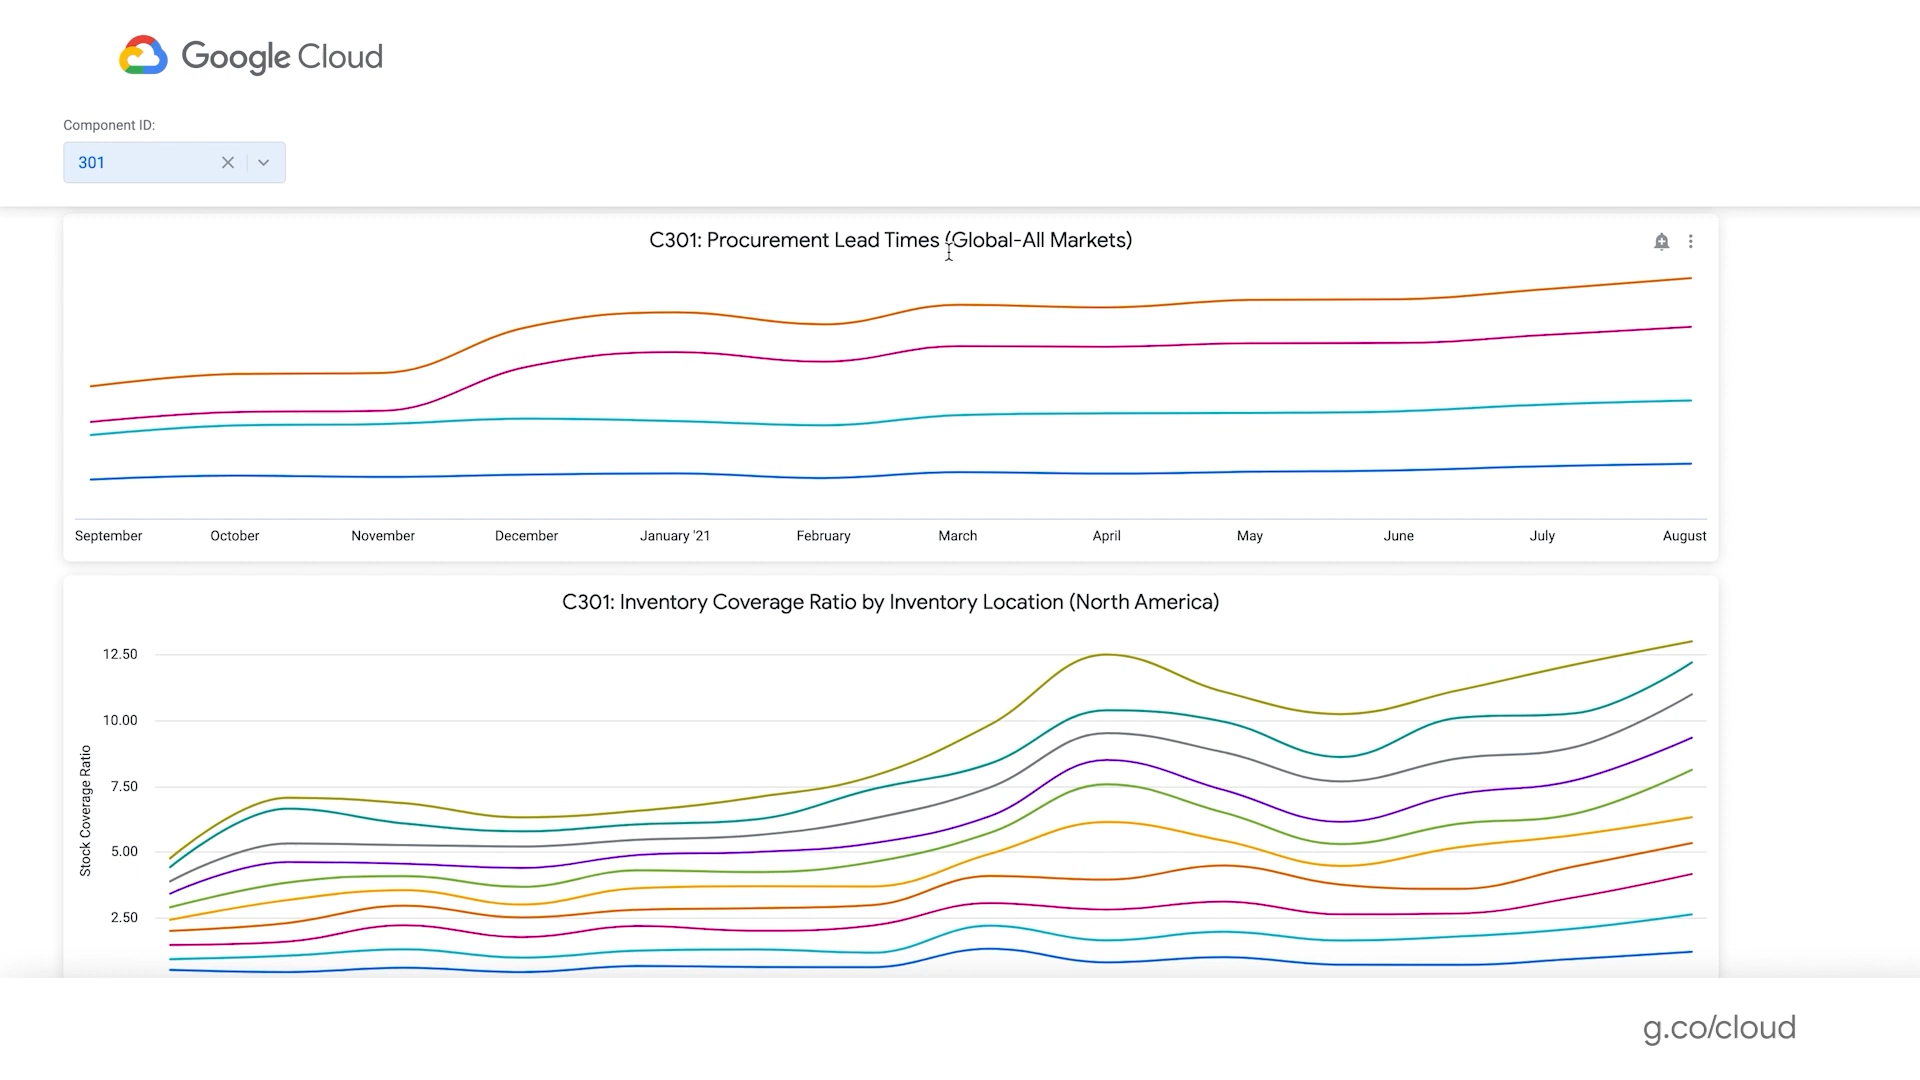 Google Cloud
Component ID:
301
C301: Procurement Lead Times (Global-All Markets)
September October November December January '21 February March April May June July August
C301: Inventory Coverage Ratio by Inventory Location (North America)
12.50
10.00
7.50
5.00
2.50
Stock Coverage Ratio
g.co/cloud